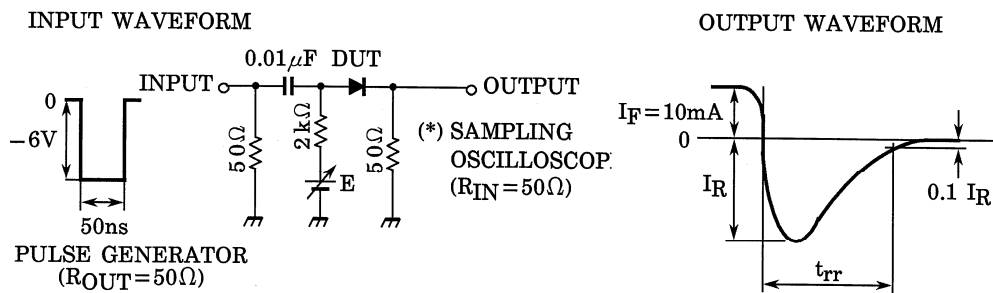 INPUT WAVEFORM
0
−6V
50ns
PULSE GENERATOR
(ROUT=50Ω)
0.01μF DUT
INPUT
OUTPUT
50Ω
2kΩ
E
50Ω
(*) SAMPLING
OSCILLOSCOP
(RIN=50Ω)
OUTPUT WAVEFORM
IF=10mA
0
IR
0.1 IR
trr